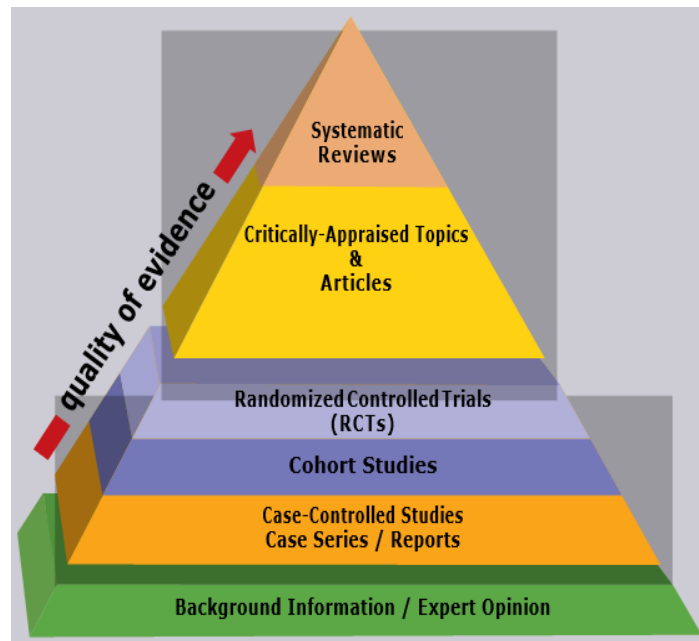 quality of evidence
Systematic
Reviews
Critically-Appraised Topics
&
Articles
Randomized Controlled Trials
(RCTs)
Cohort Studies
Case-Controlled Studies
Case Series / Reports
Background Information / Expert Opinion